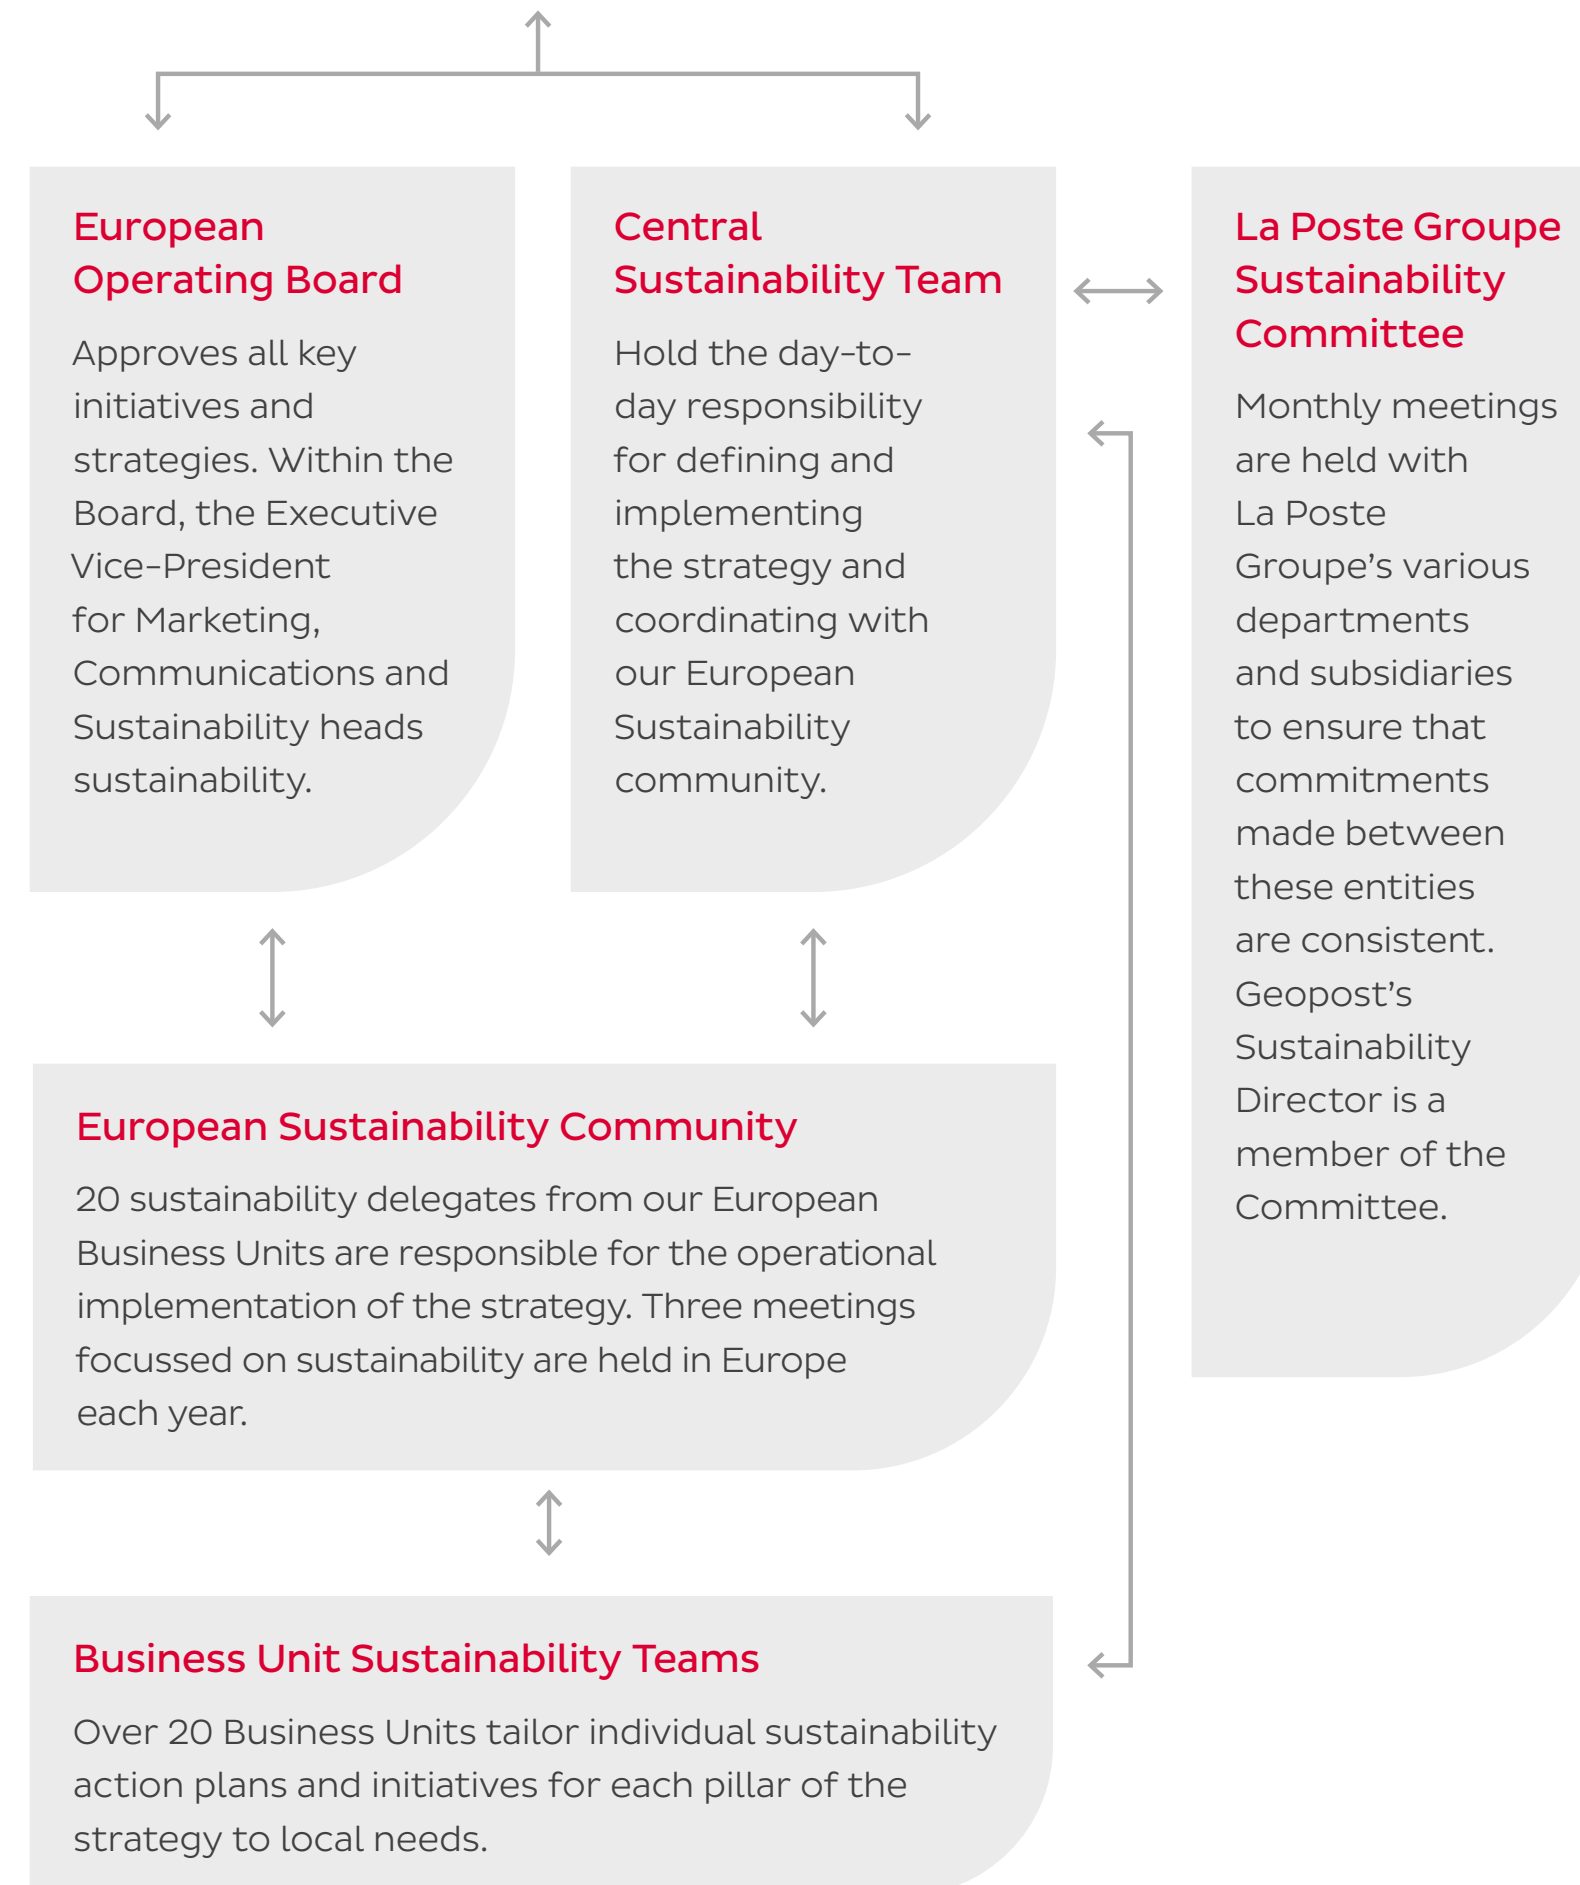 European
Operating Board
Approves all key
initiatives and
strategies. Within the
Board, the Executive
Vice-President
for Marketing,
Communications and
Sustainability heads
sustainability.
Central
Sustainability Team
Hold the day-to-
day responsibility
for defining and
implementing
the strategy and
coordinating with
our European
Sustainability
community.
La Poste Groupe
Sustainability
Committee
Monthly meetings
are held with
La Poste
Groupe's various
departments
and subsidiaries
to ensure that
commitments
made between
these entities
are consistent.
Geopost's
Sustainability
Director is a
member of the
Committee.
European Sustainability Community
20 sustainability delegates from our European
Business Units are responsible for the operational
implementation of the strategy. Three meetings
focussed on sustainability are held in Europe
each year.
Business Unit Sustainability Teams
Over 20 Business Units tailor individual sustainability
action plans and initiatives for each pillar of the
strategy to local needs.